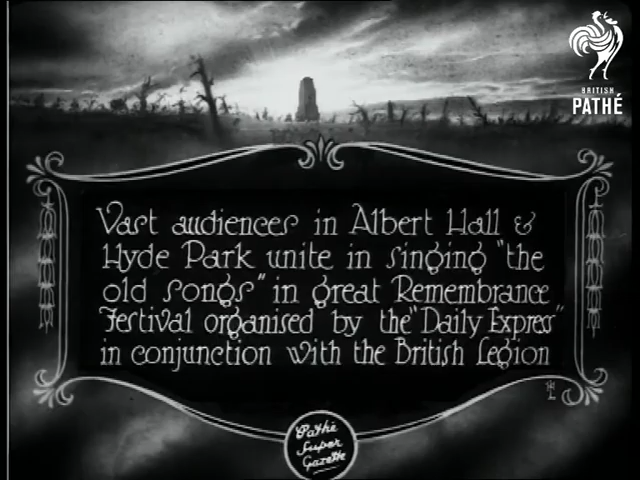 BRITISH
PATHÉ
Vast audiences in Albert Hall &
Hyde Park unite in singing "the
old songs" in great Remembrance
Festival organised by the "Daily Express"
in conjunction with the British Legion
Pathé
Super
Gazette